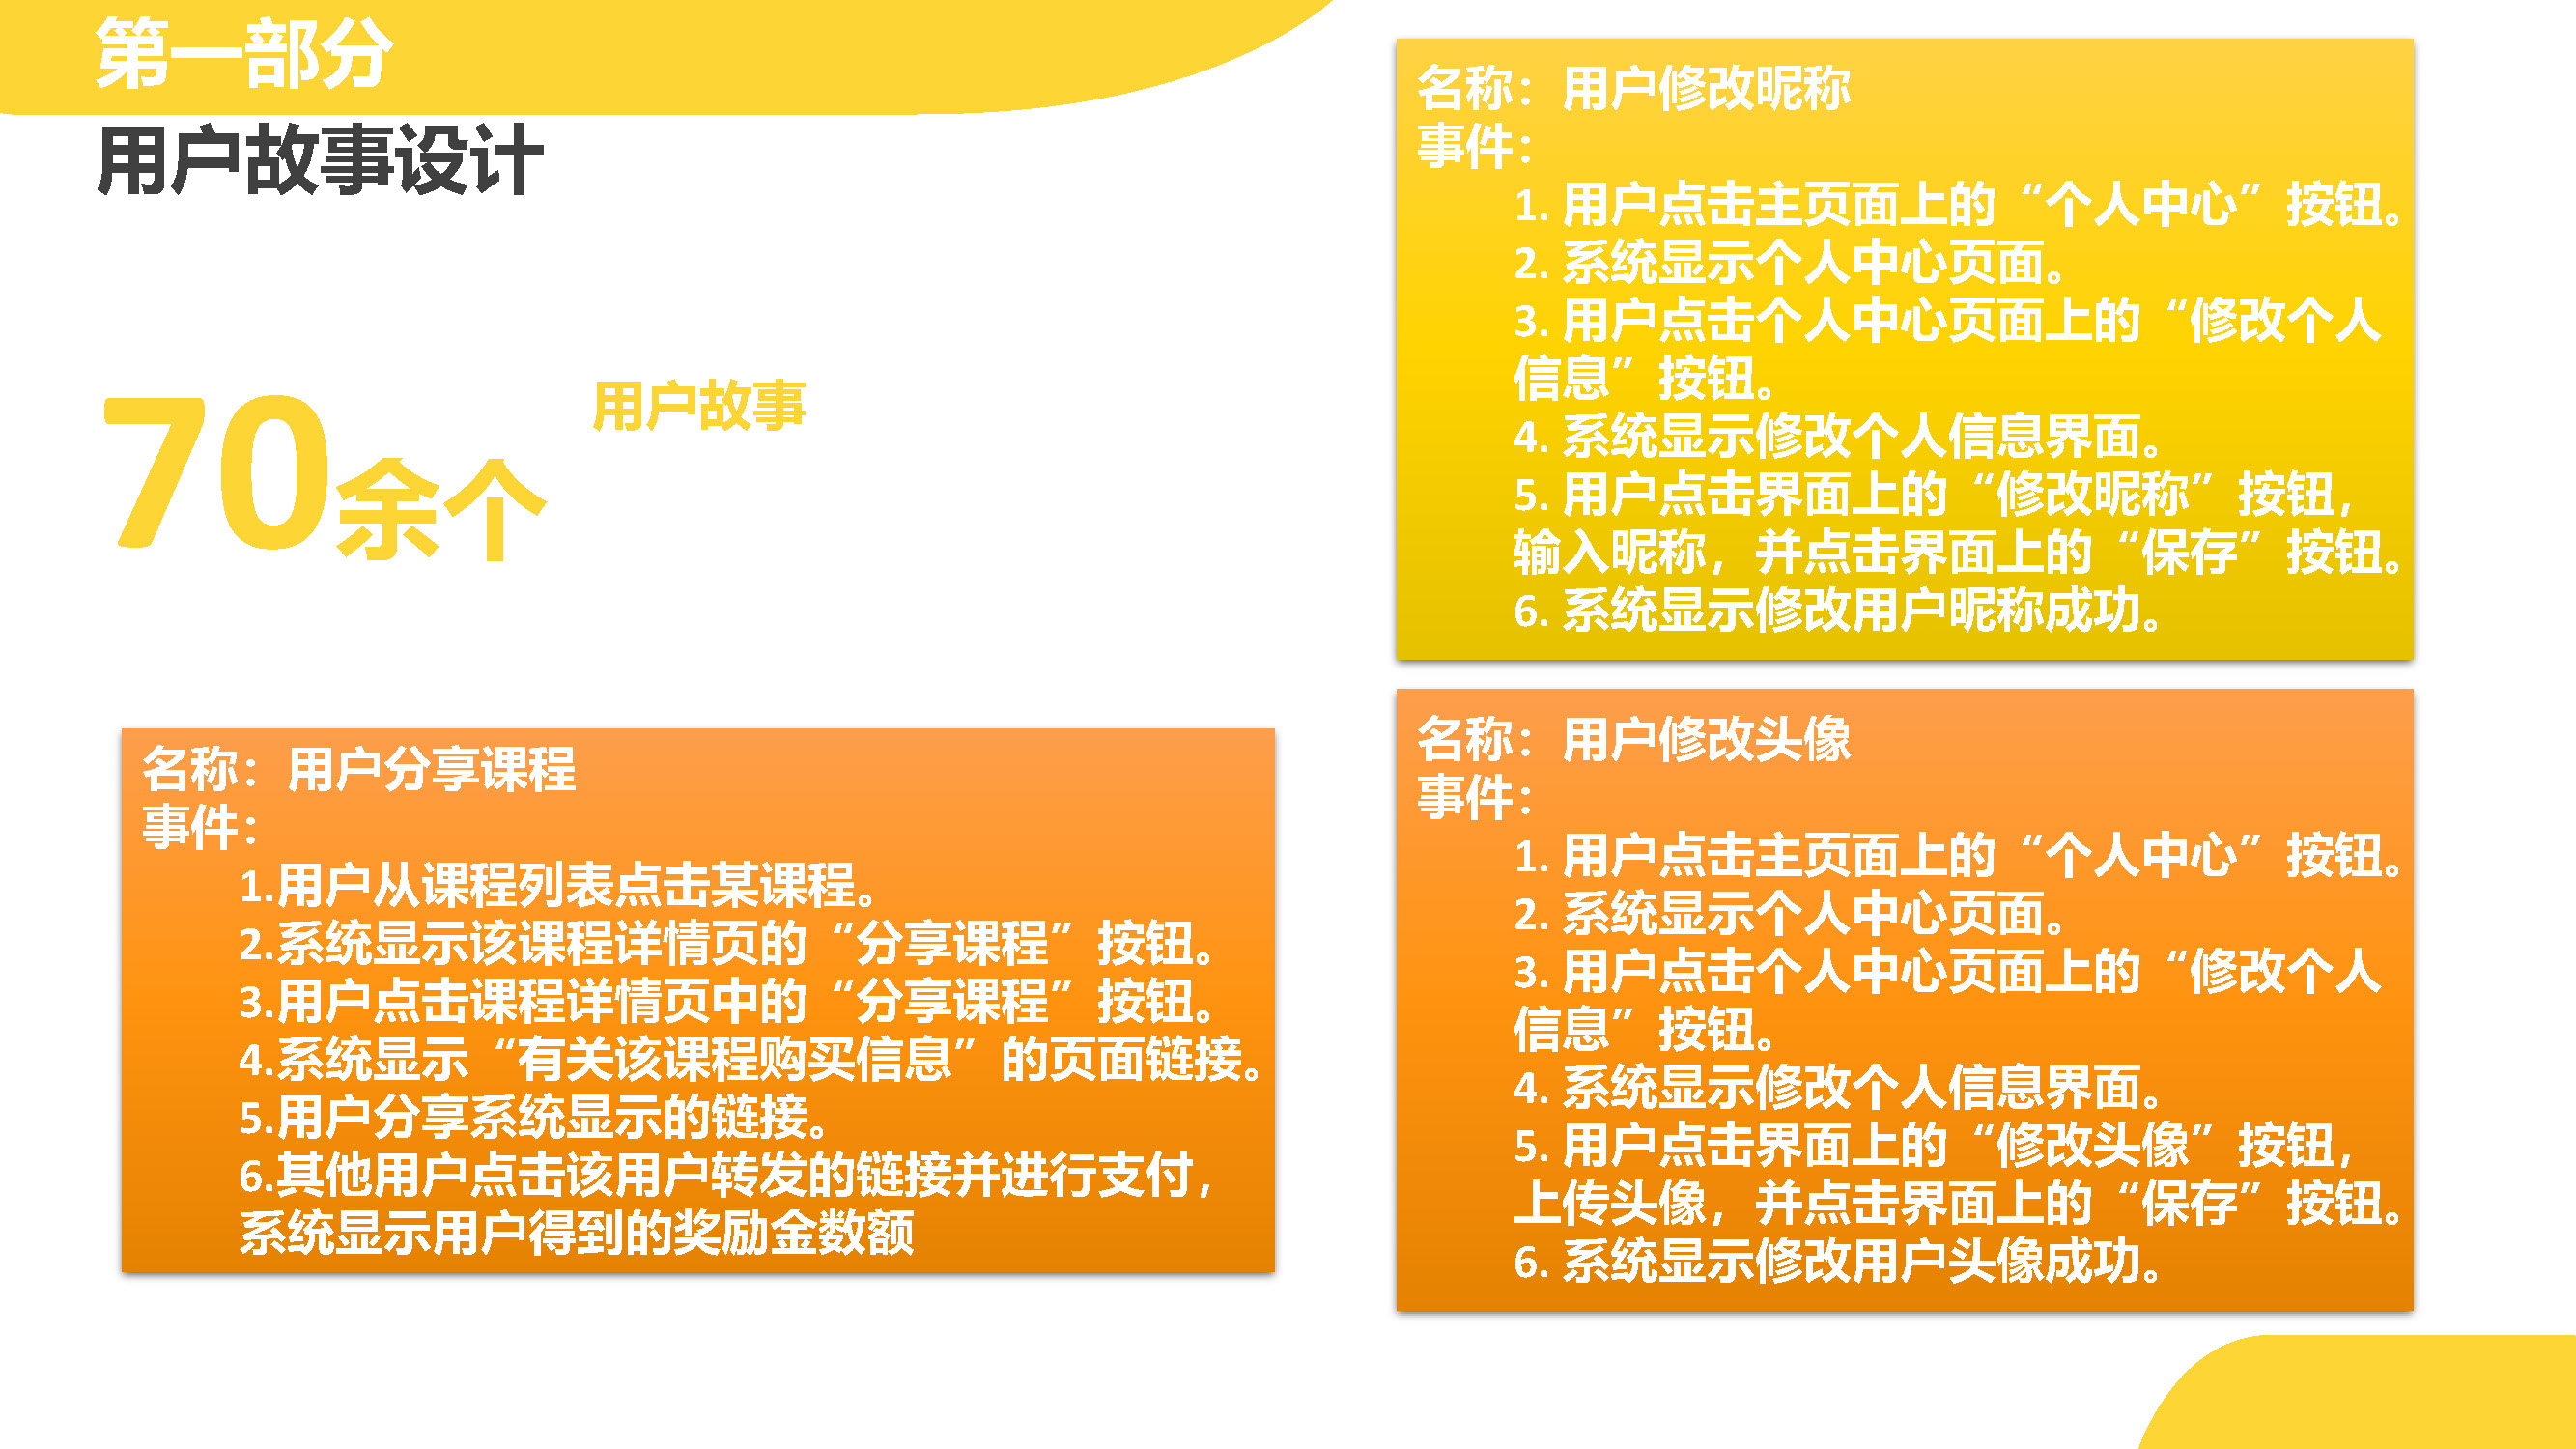 第一部分
用户故事设计
70余个
用户故事
名称：用户分享课程
事件：
1.用户从课程列表点击某课程。
2.系统显示该课程详情页的“分享课程”按钮。
3.用户点击课程详情页中的“分享课程”按钮。
4.系统显示“有关该课程购买信息”的页面链接。
5.用户分享系统显示的链接。
6.其他用户点击该用户转发的链接并进行支付，
系统显示用户得到的奖励金数额
名称：用户修改昵称
事件：
1. 用户点击主页面上的“个人中心”按钮。
2. 系统显示个人中心页面。
3. 用户点击个人中心页面上的“修改个人
信息”按钮。
4. 系统显示修改个人信息界面。
5. 用户点击界面上的“修改昵称”按钮，
输入昵称，并点击界面上的“保存”按钮。
6. 系统显示修改用户昵称成功。
名称：用户修改头像
事件：
1. 用户点击主页面上的“个人中心”按钮。
2. 系统显示个人中心页面。
3. 用户点击个人中心页面上的“修改个人
信息”按钮。
4. 系统显示修改个人信息界面。
5. 用户点击界面上的“修改头像”按钮，
上传头像，并点击界面上的“保存”按钮。
6. 系统显示修改用户头像成功。